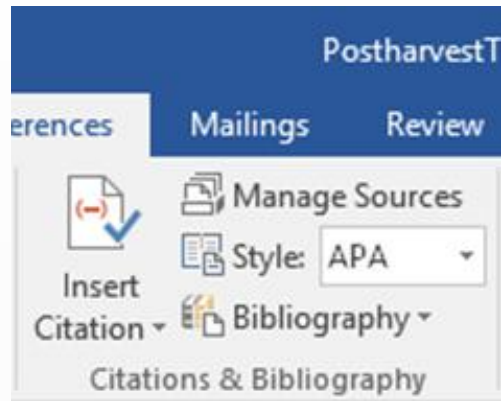 PostharvestT
erences Mailings Review
Manage Sources
Style: APA
Insert
Citation
Bibliography
Citations & Bibliography